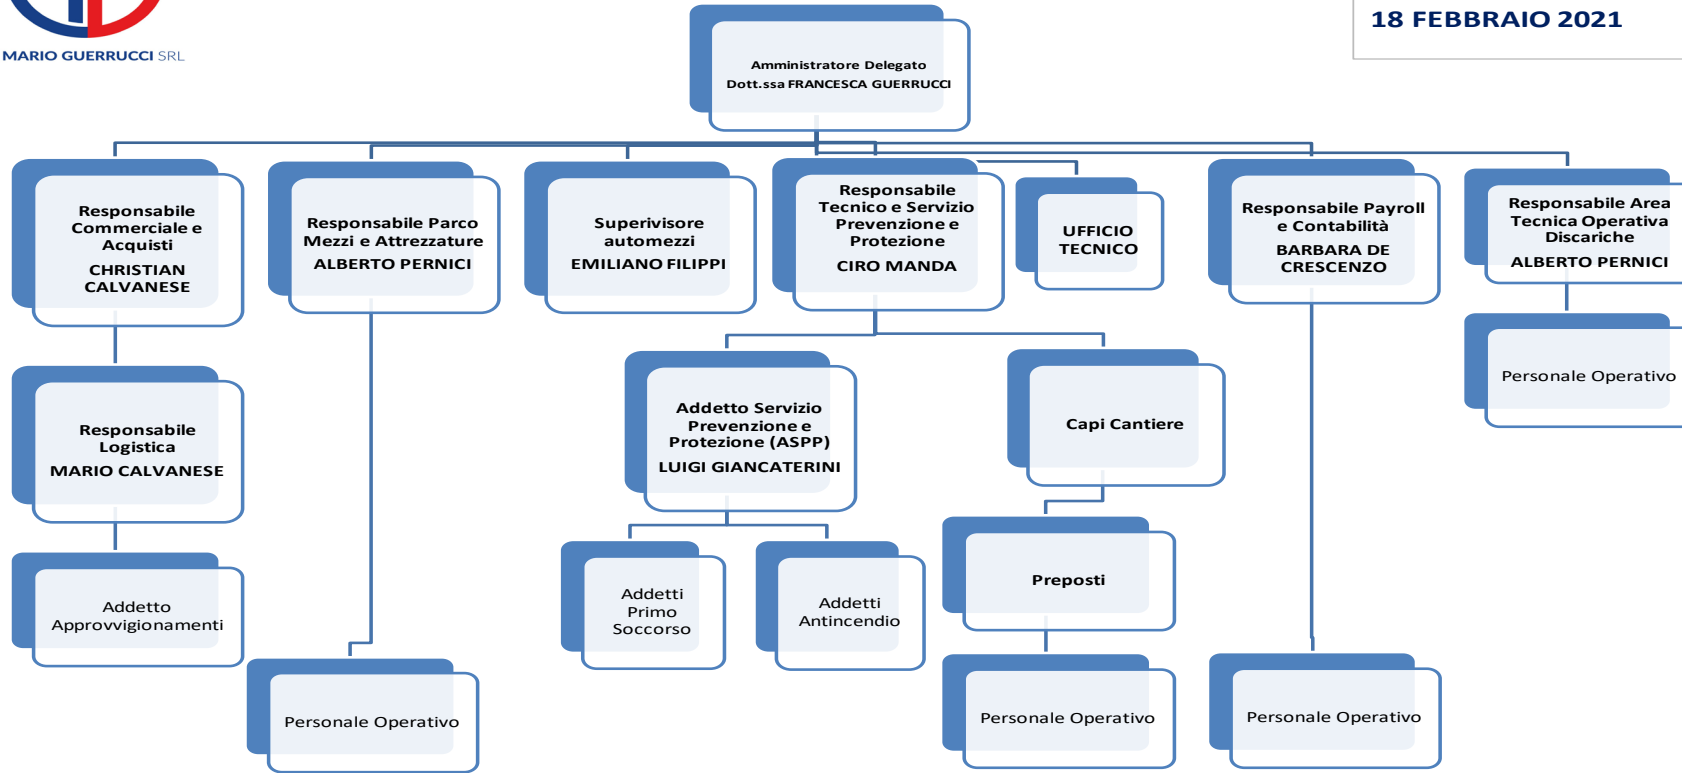 MARIO GUERRUCCI SRL
18 FEBBRAIO 2021
Amministratore Delegato
Dott.ssa FRANCESCA GUERRUCCI
Responsabile
Commerciale e
Acquisti
CHRISTIAN
CALVANESE
Responsabile Parco
Mezzi e Attrezzature
ALBERTO PERNICI
Superivisore
automezzi
EMILIANO FILIPPI
Responsabile
Tecnico e Servizio
Prevenzione e
Protezione
CIRO MANDA
UFFICIO
TECNICO
Responsabile Payroll
e Contabilità
BARBARA DE
CRESCENZO
Responsabile Area
Tecnica Operativa
Discariche
ALBERTO PERNICI
Responsabile
Logistica
MARIO CALVANESE
Addetto Servizio
Prevenzione e
Protezione (ASPP)
LUIGI GIANCATERINI
Capi Cantiere
Personale Operativo
Addetto
Approvvigionamenti
Addetti
Primo
Soccorso
Addetti
Antincendio
Preposti
Personale Operativo
Personale Operativo
Personale Operativo